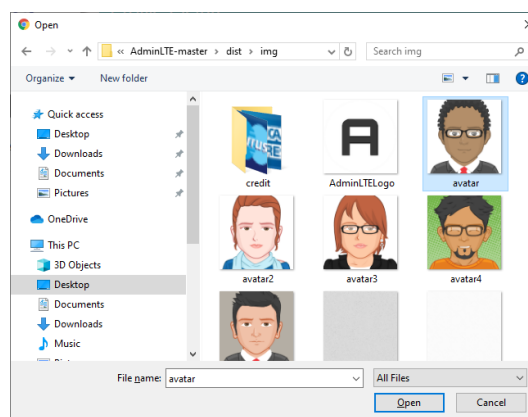 Open
« AdminLTE-master › dist › img
Search img
Organize
New folder
Quick access
Desktop
Downloads
Documents
Pictures
OneDrive
This PC
3D Objects
Desktop
Documents
Downloads
Music
credit
AdminLTELogo
avatar
avatar2
avatar3
avatar4
File name: avatar
All Files
Open
Cancel